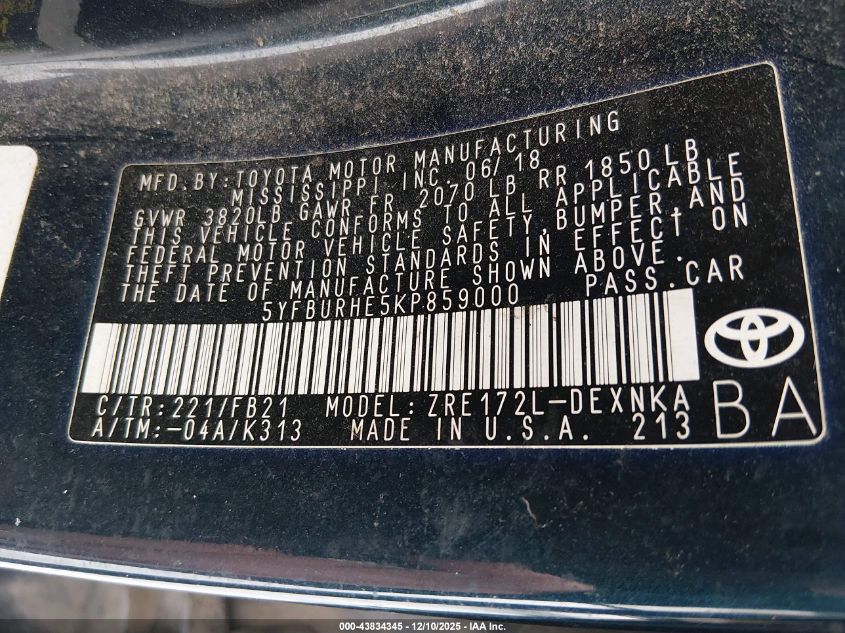 MFD. BY: TOYOTA MOTOR MANUFACTURING
MISSISSIPPI, INC. 06/18
GVWR 3820LB GAWR FR 2070 LB RR 1850 LB
THIS VEHICLE CONFORMS TO ALL APPLICABLE
FEDERAL MOTOR VEHICLE SAFETY, BUMPER AND
THEFT PREVENTION STANDARDS IN EFFECT ON
THE DATE OF MANUFACTURE SHOWN ABOVE.
5YFBURHE5KP859000 PASS. CAR
C/TR: 221/FB21 MODEL: ZRE172L-DEXNKA
A/TM: -04A/K313 MADE IN U.S.A. 213
BA
000-43834345 - 12/10/2025 - IAA Inc.